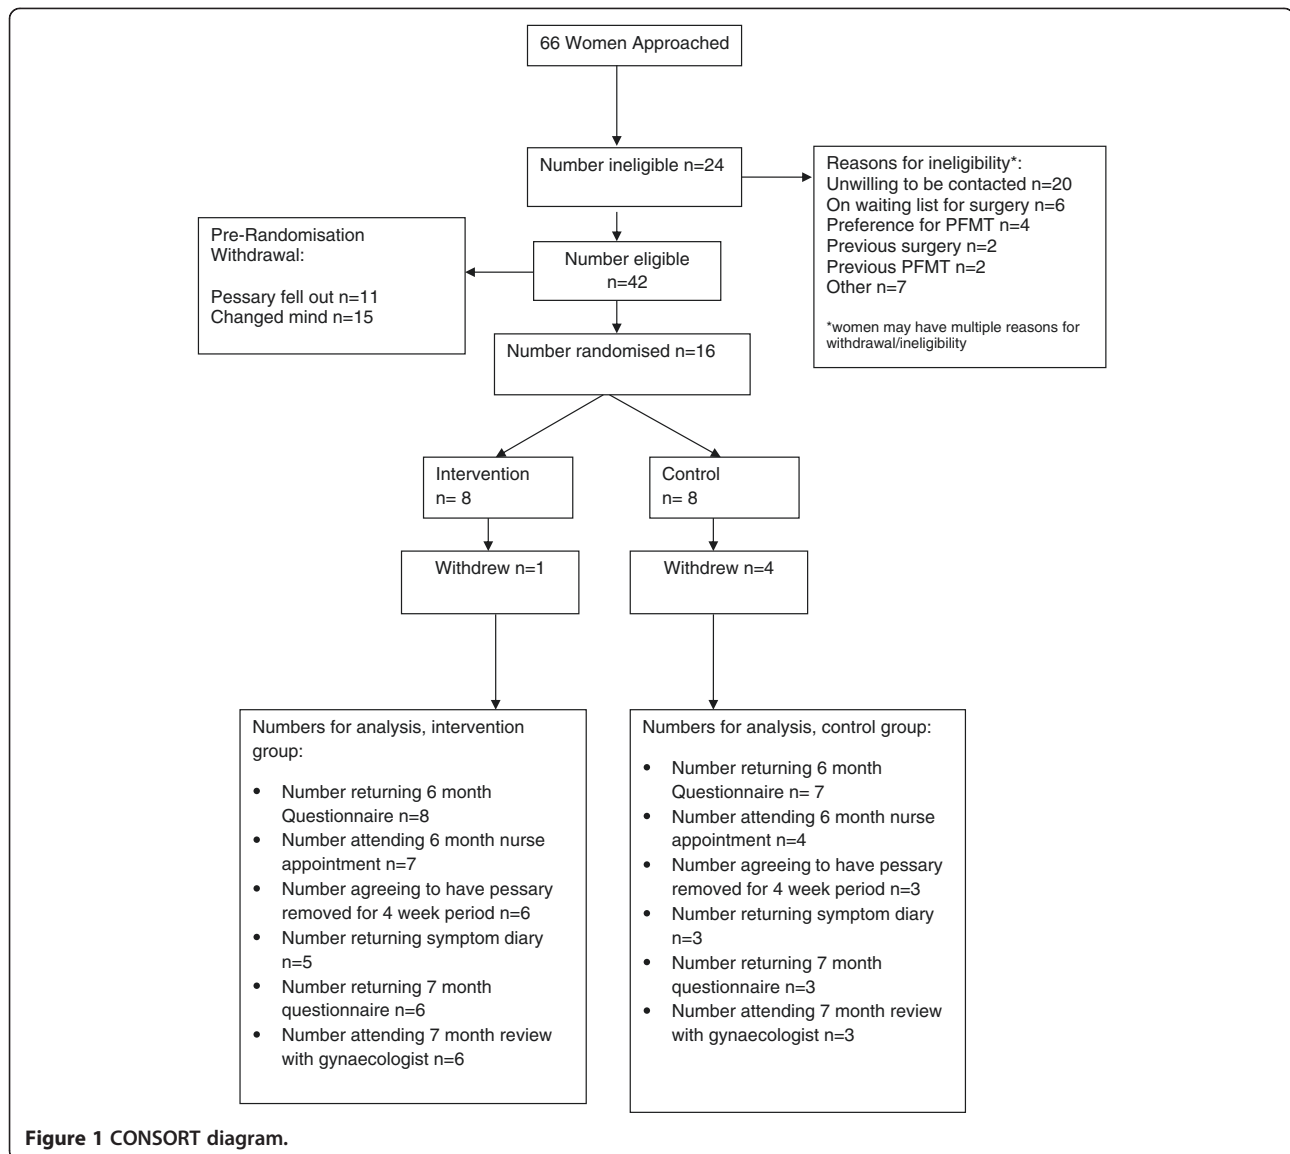 66 Women Approached
Number ineligible n=24
Reasons for ineligibility*:
Unwilling to be contacted n=20
On waiting list for surgery n=6
Preference for PFMT n=4
Previous surgery n=2
Previous PFMT n=2
Other n=7
*women may have multiple reasons for
withdrawal/ineligibility
Pre-Randomisation
Withdrawal:
Pessary fell out n=11
Changed mind n=15
Number eligible
n=42
Number randomised n=16
Intervention
n= 8
Control
n= 8
Withdrew n=1
Withdrew n=4
Numbers for analysis, intervention
group:
• Number returning 6 month
Questionnaire n=8
• Number attending 6 month nurse
appointment n=7
• Number agreeing to have pessary
removed for 4 week period n=6
• Number returning symptom diary
n=5
• Number returning 7 month
questionnaire n=6
• Number attending 7 month review
with gynaecologist n=6
Numbers for analysis, control group:
• Number returning 6 month
Questionnaire n= 7
• Number attending 6 month nurse
appointment n=4
• Number agreeing to have pessary
removed for 4 week period n=3
• Number returning symptom diary
n=3
• Number returning 7 month
questionnaire n=3
• Number attending 7 month review
with gynaecologist n=3
Figure 1 CONSORT diagram.